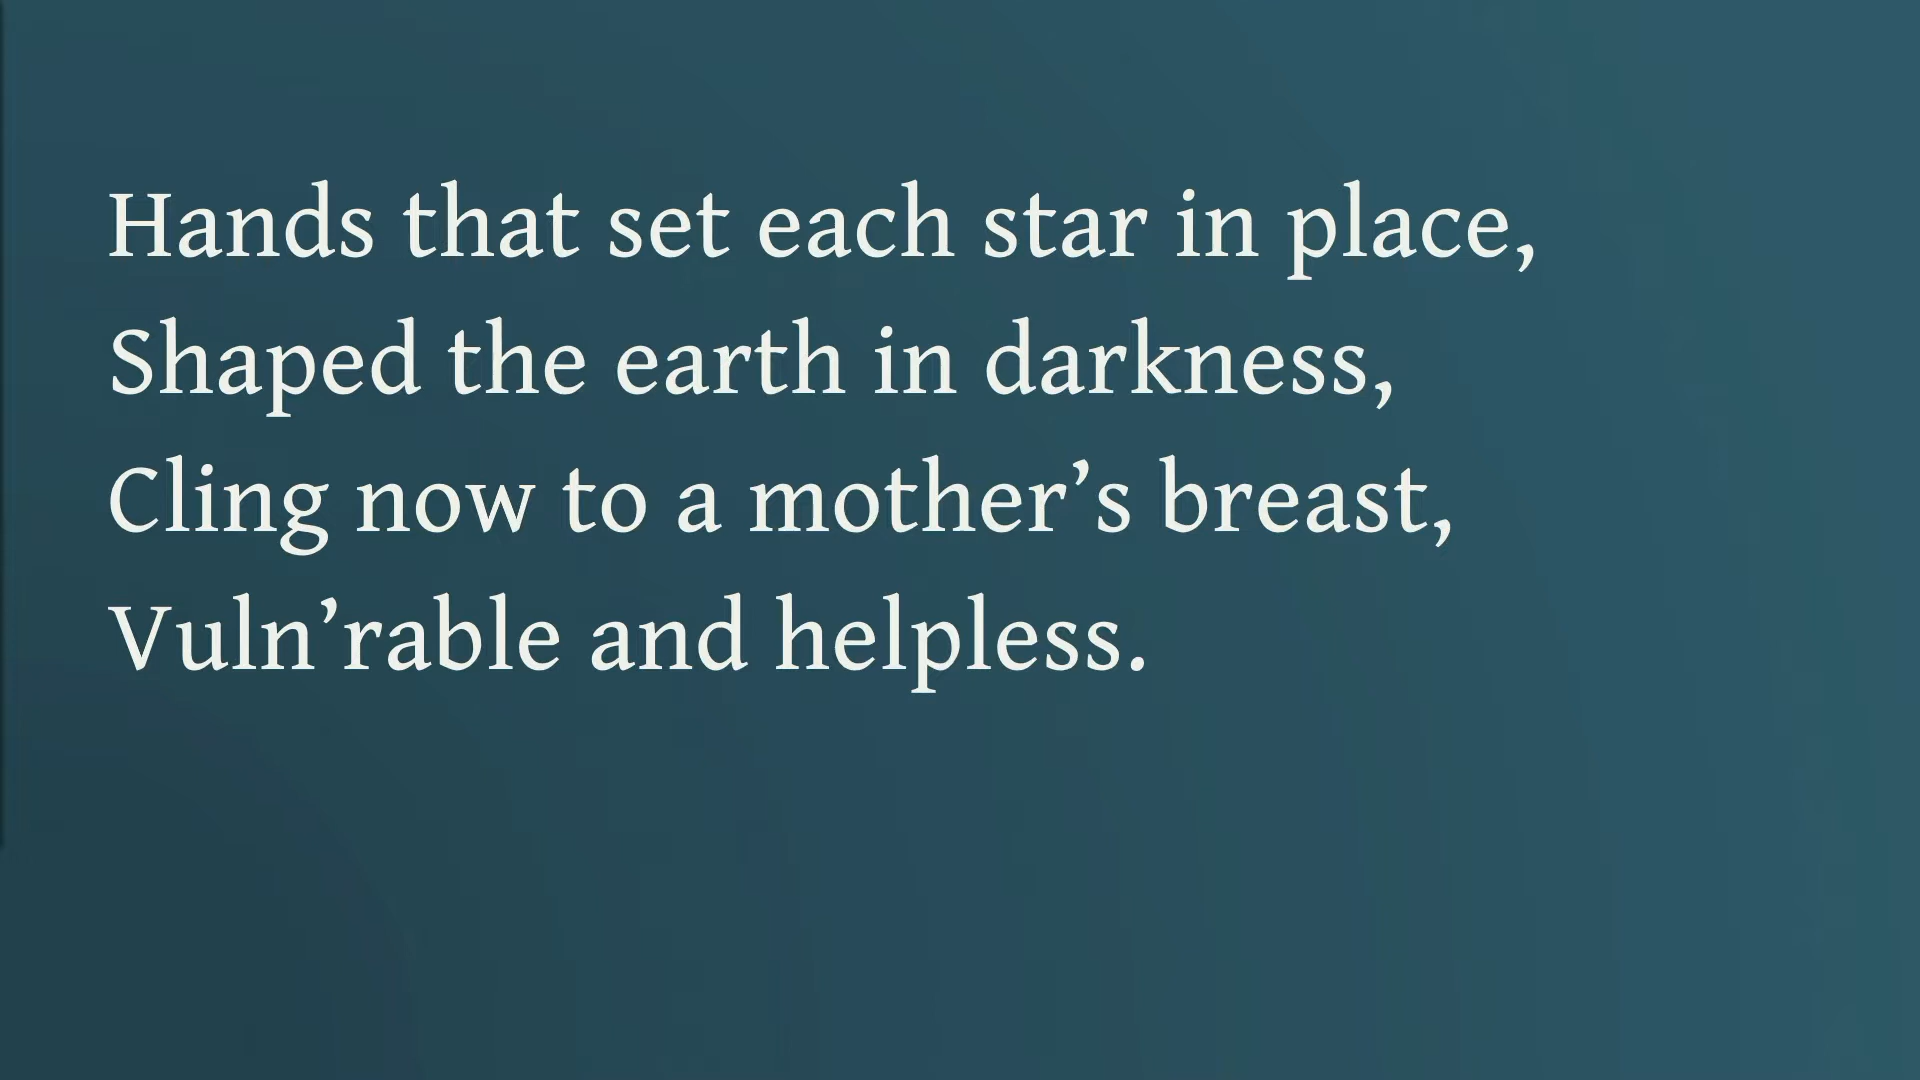 Hands that set each star in place,
Shaped the earth in darkness,
Cling now to a mother’s breast,
Vuln’rable and helpless.